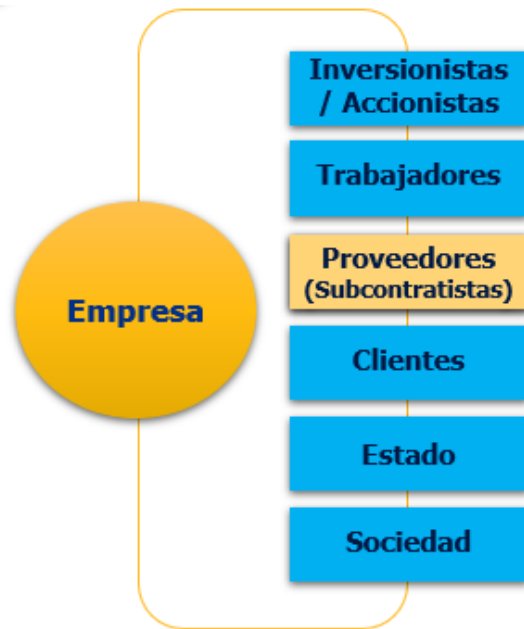 Inversionistas
/ Accionistas
Trabajadores
Proveedores
(Subcontratistas)
Empresa
Clientes
Estado
Sociedad